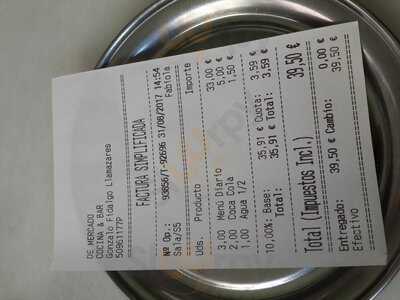 DE MERCADO
COCINA & BAR
Gonzalo Fidalgo Llamazares
50961177P
FACTURA SIMPLIFICADA
Nº Op.: 93856/T-92696 31/08/2017 14:54
Sala/S5 Fabiola
Uds. Producto Importe
3,00 Menú Diario 33,00 €
2,00 Coca Cola 5,00 €
1,00 Agua 1/2 1,50 €
10,00%: Base: 35,91 € Cuota: 3,59 €
Total: 35,91 € Total: 3,59 €
Total (Impuestos Incl.) 39,50 €
Entregado: 39,50 € Cambio: 0,00 €
Efectivo 39,50 €